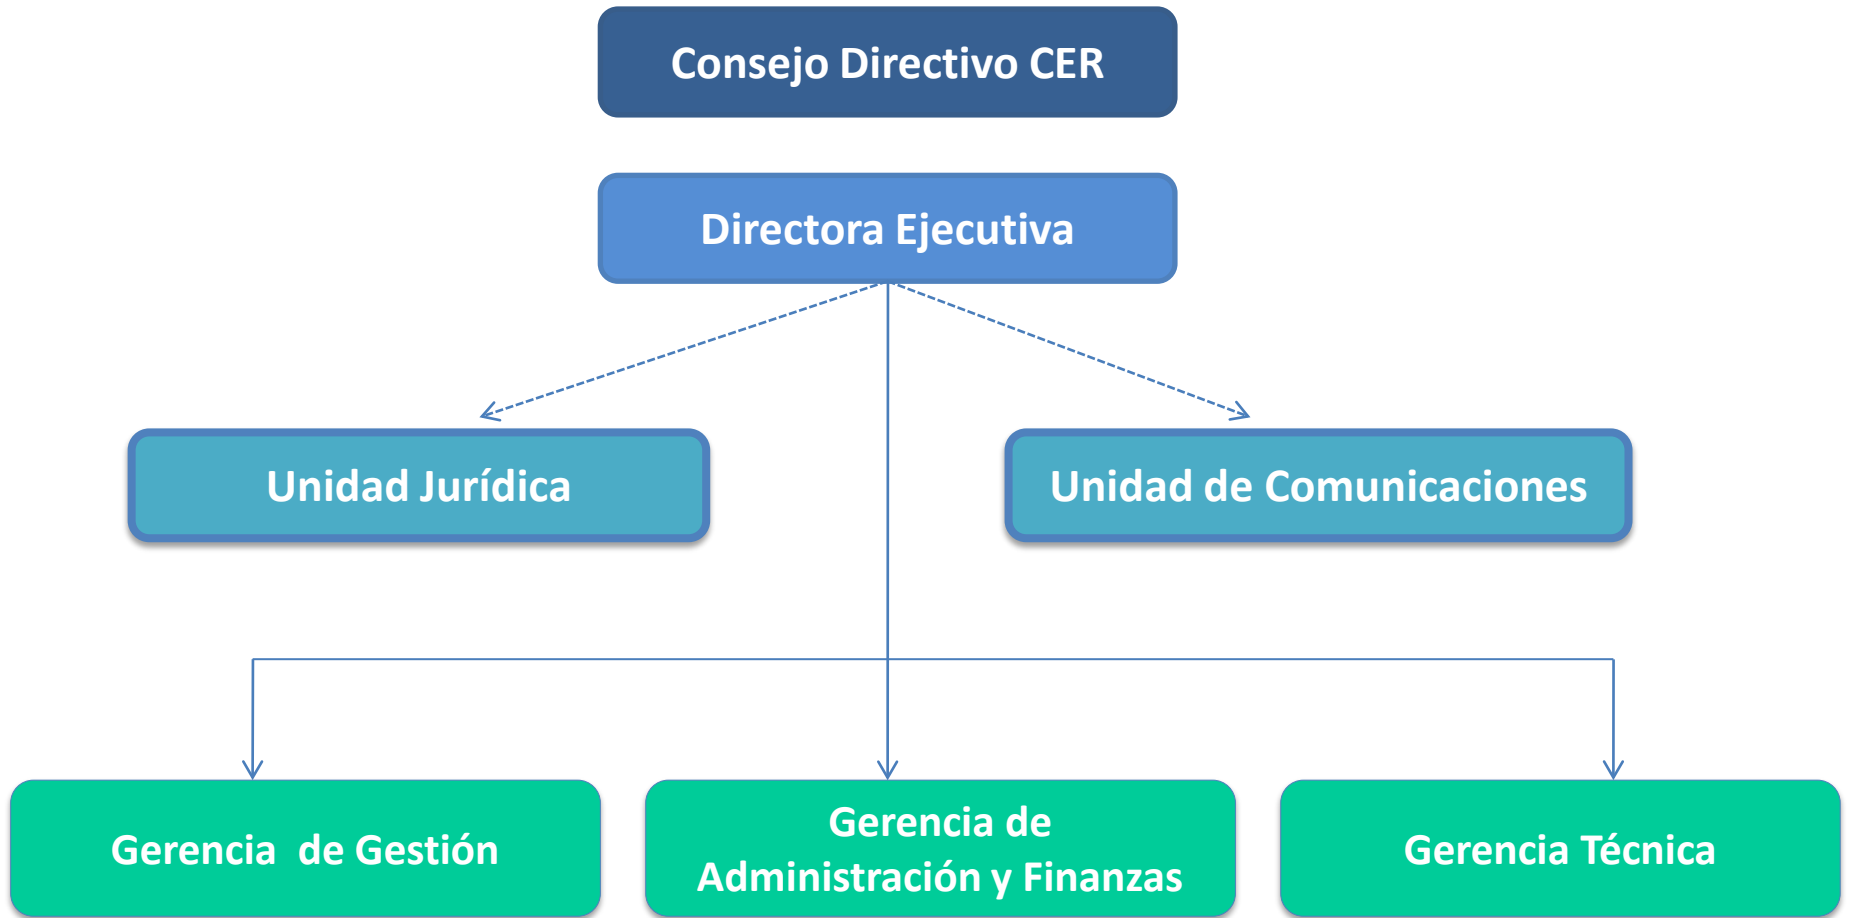 Consejo Directivo CER
Directora Ejecutiva
Unidad Jurídica
Unidad de Comunicaciones
Gerencia de Gestión
Gerencia de
Administración y Finanzas
Gerencia Técnica